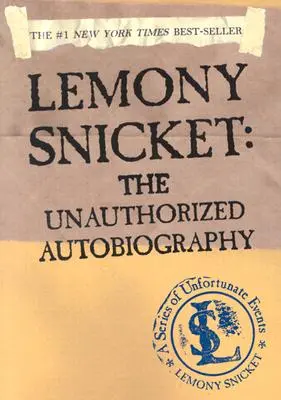 THE #1 NEW YORK TIMES BEST-SELLER
LEMONY
SNICKET:
THE
UNAUTHORIZED
AUTOBIOGRAPHY
A Series of Unfortunate Events
LS
LEMONY SNICKET